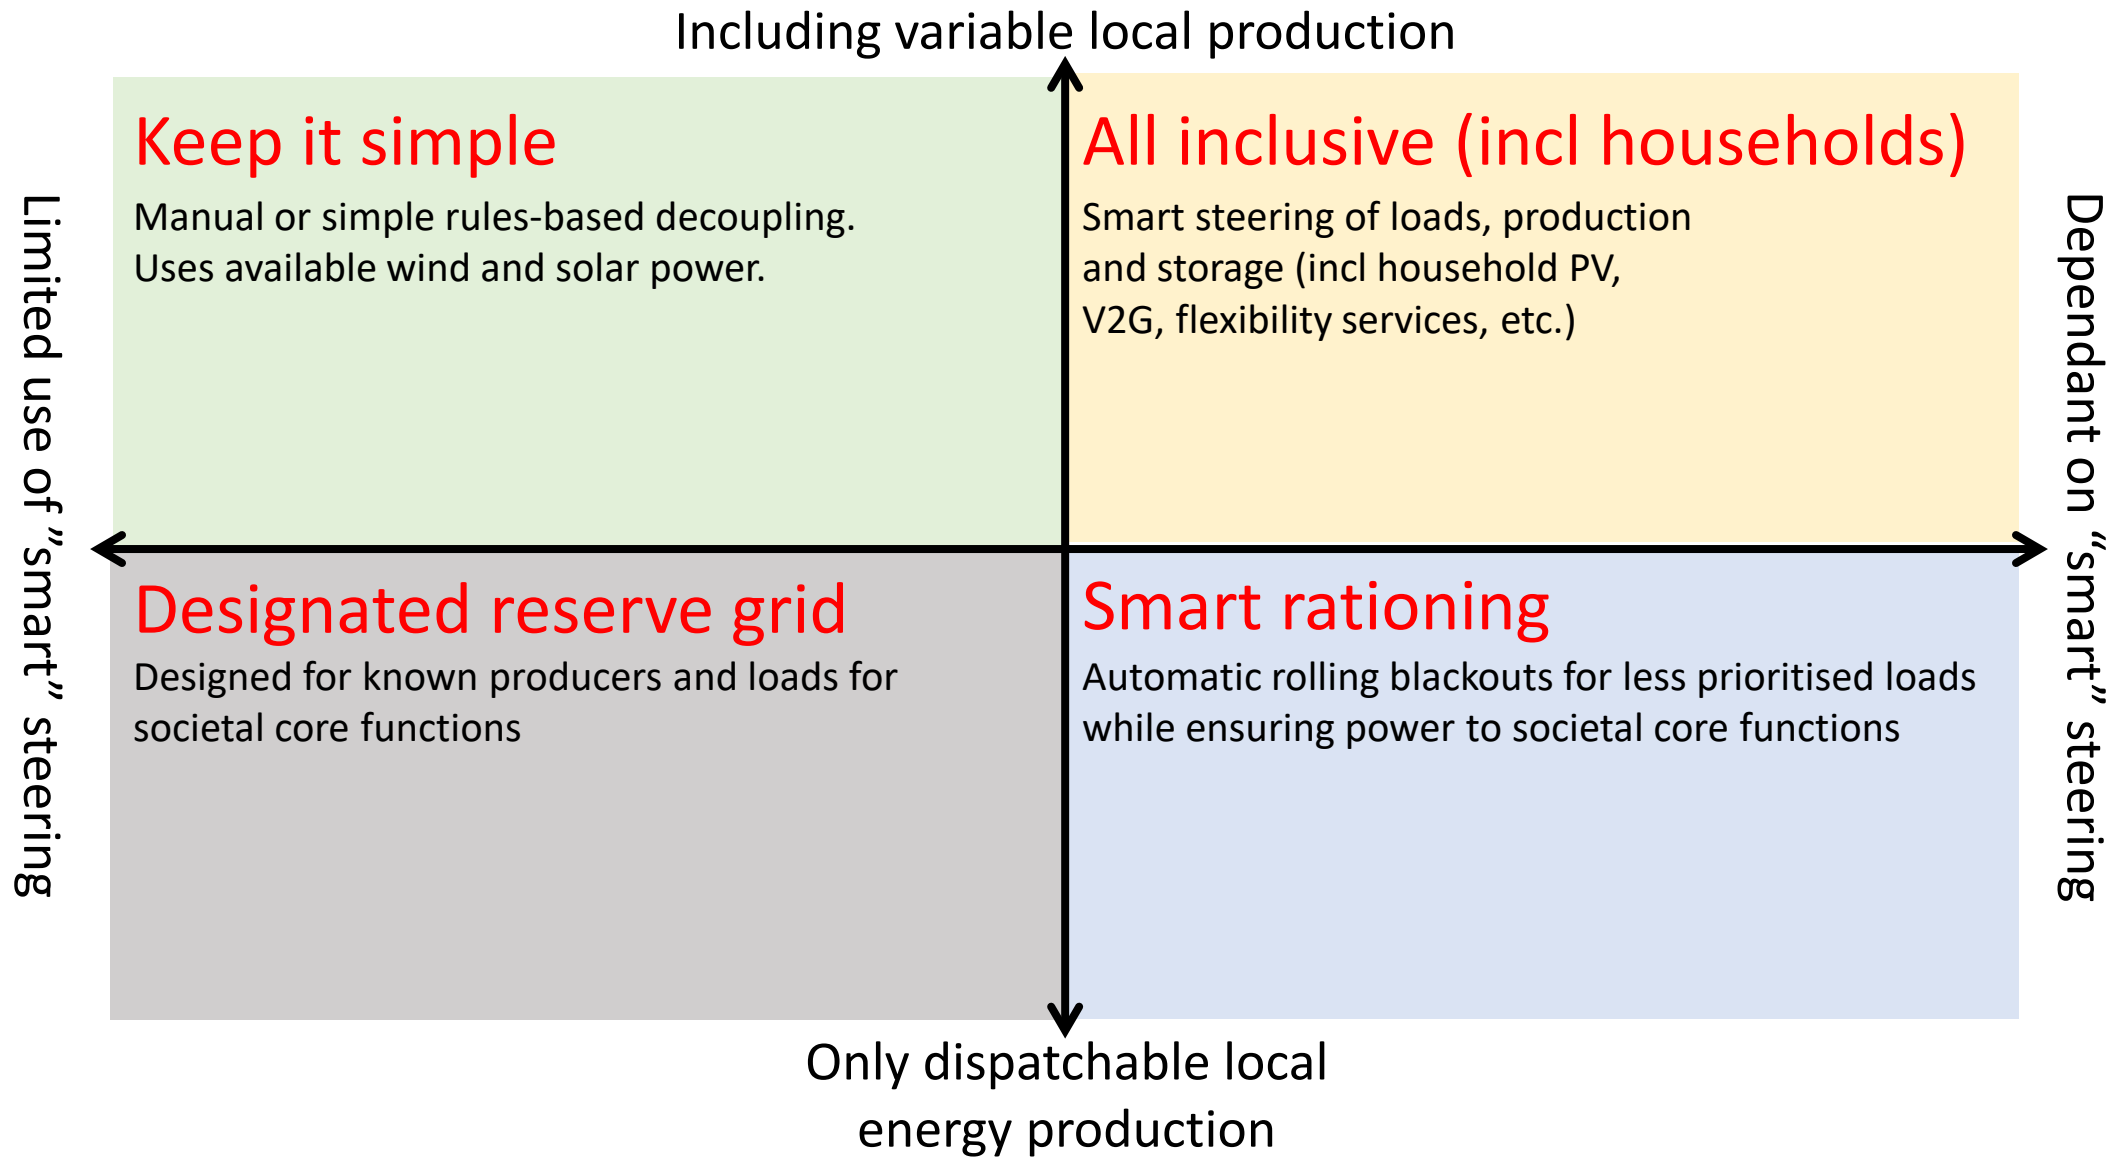 Including variable local production
Keep it simple
Manual or simple rules-based decoupling.
Uses available wind and solar power.
All inclusive (incl households)
Smart steering of loads, production
and storage (incl household PV,
V2G, flexibility services, etc.)
Limited use of ”smart” steering
Dependant on “smart” steering
Designated reserve grid
Designed for known producers and loads for
societal core functions
Smart rationing
Automatic rolling blackouts for less prioritised loads
while ensuring power to societal core functions
Only dispatchable local
energy production